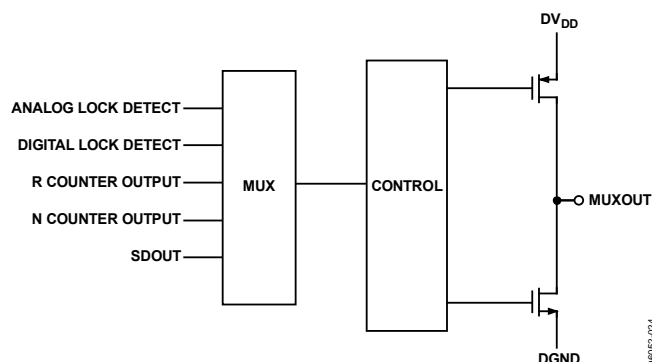 DVDD
ANALOG LOCK DETECT
DIGITAL LOCK DETECT
R COUNTER OUTPUT
MUX
CONTROL
MUXOUT
N COUNTER OUTPUT
SDOUT
DGND